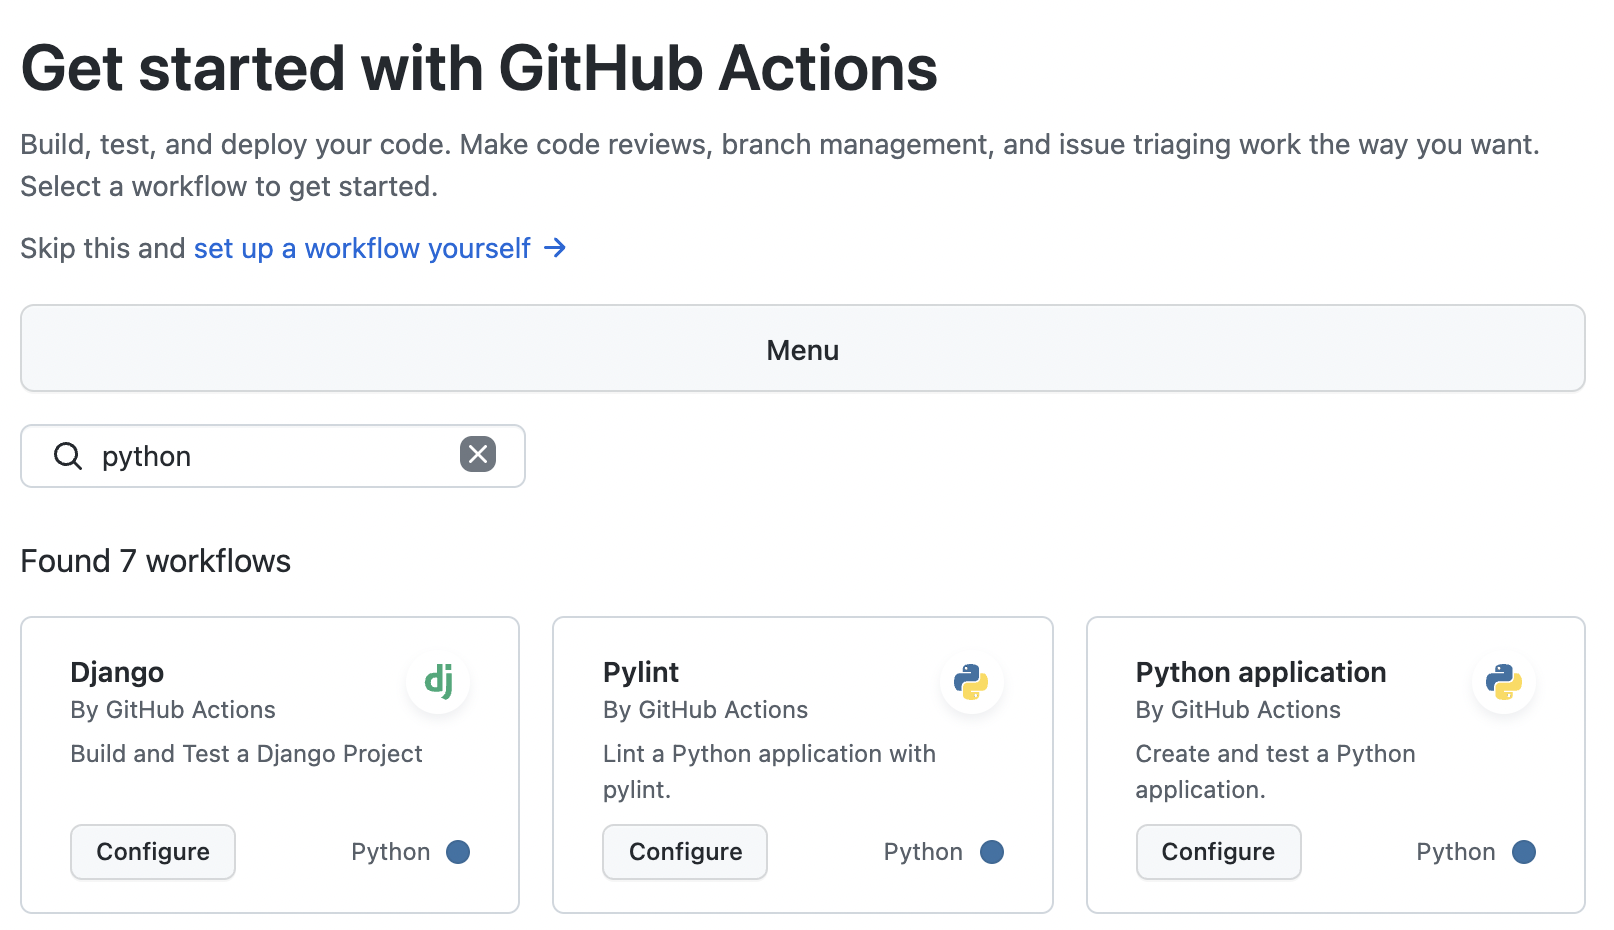 Get started with GitHub Actions
Build, test, and deploy your code. Make code reviews, branch management, and issue triaging work the way you want.
Select a workflow to get started.
Skip this and set up a workflow yourself →
Menu
python
Found 7 workflows
Django
dj
By GitHub Actions
Build and Test a Django Project
Configure
Python
Pylint
By GitHub Actions
Lint a Python application with
pylint.
Configure
Python
Python application
By GitHub Actions
Create and test a Python
application.
Configure
Python